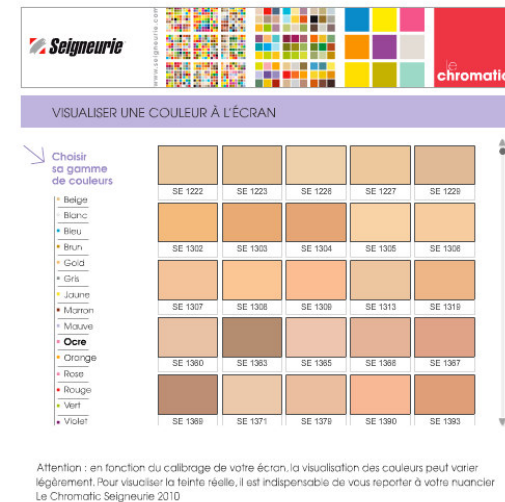 Seigneurie
www.seigneurie.com
le
chromatic
VISUALISER UNE COULEUR À L'ÉCRAN
Choisir
sa gamme
de couleurs
Beige
Blanc
Bleu
Brun
Gold
Gris
Jaune
Marron
Mauve
Ocre
Orange
Rose
Rouge
Vert
Violet
SE 1222 SE 1223 SE 1226 SE 1227 SE 1229
SE 1302 SE 1303 SE 1304 SE 1305 SE 1306
SE 1307 SE 1308 SE 1309 SE 1313 SE 1319
SE 1360 SE 1363 SE 1365 SE 1366 SE 1367
SE 1369 SE 1371 SE 1379 SE 1390 SE 1393
Attention : en fonction du calibrage de votre écran, la visualisation des couleurs peut varier
légèrement. Pour visualiser la teinte réelle, il est indispensable de vous reporter à votre nuancier
Le Chromatic Seigneurie 2010